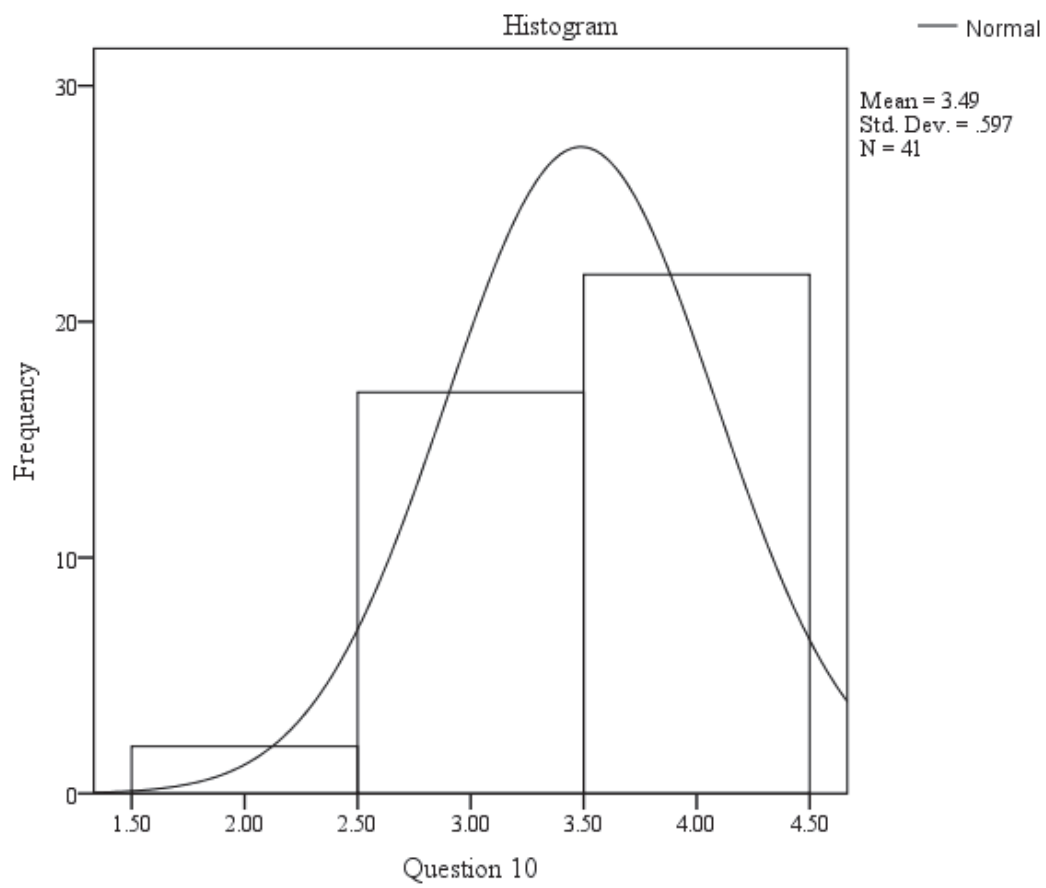 Histogram
Normal
Mean = 3.49
Std. Dev. = .597
N = 41
30
20
10
0
Frequency
1.50 2.00 2.50 3.00 3.50 4.00 4.50
Question 10